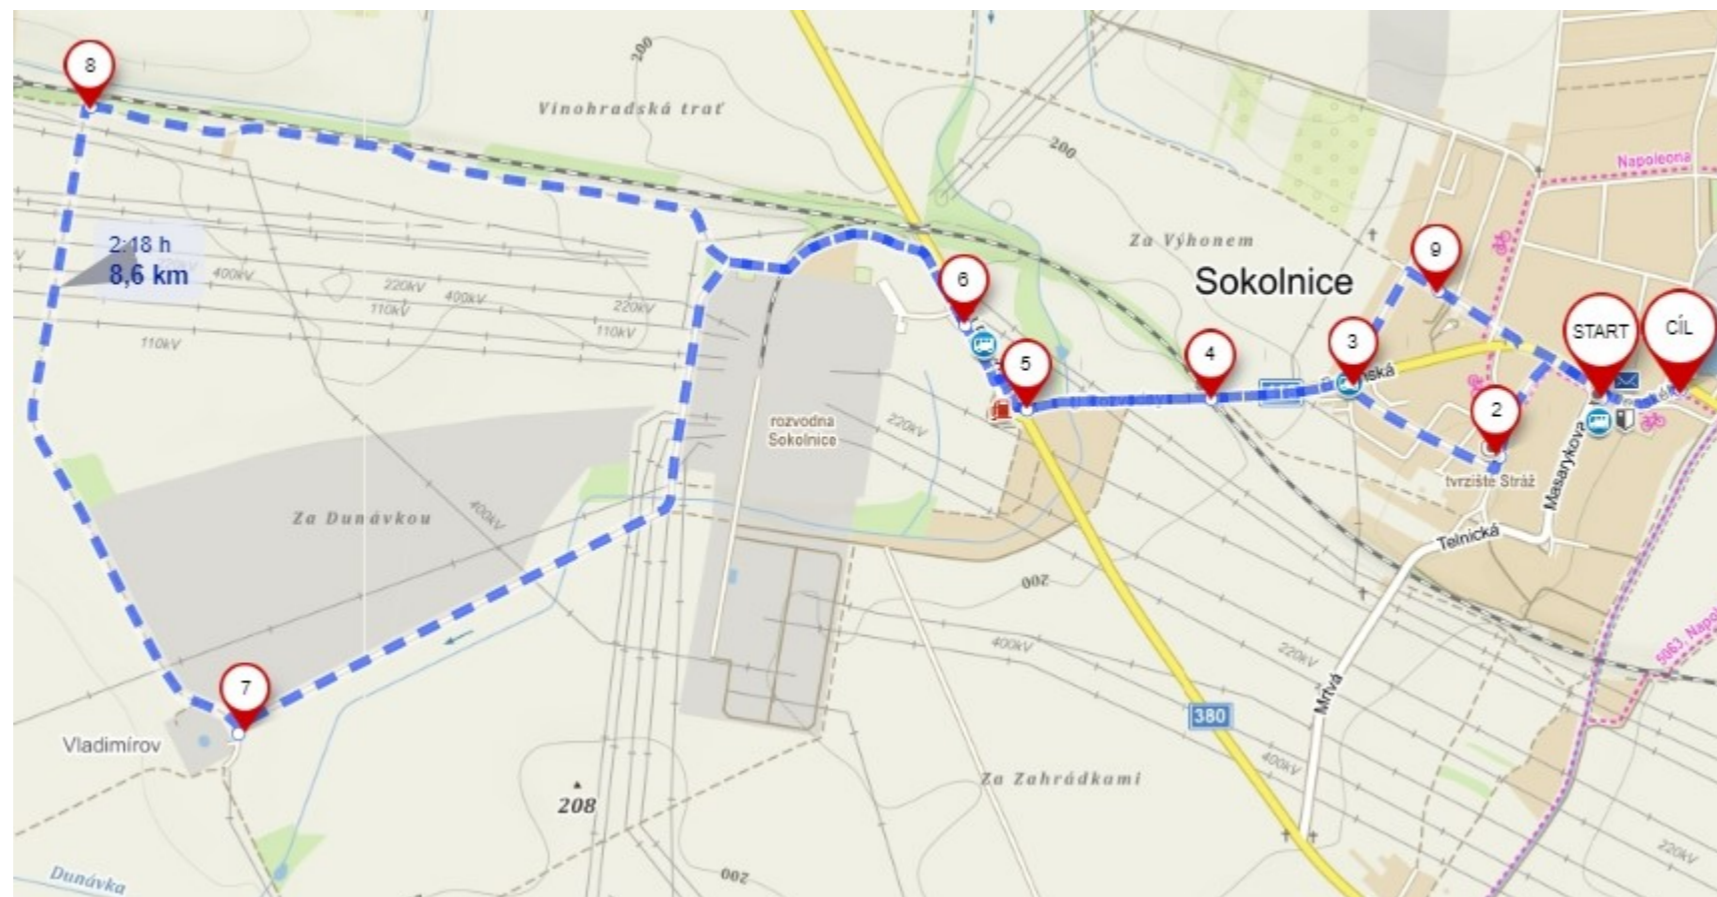 8
200
Vinohradská trať
200
Napoleona
Za Výhonem
9
2:18 h
8,6 km
400kV
220kV
400kV
220kV
110kV
110kV
110kV
6
Sokolnice
START
CÍL
5
4
3
2
rozvodna
Sokolnice
220kV
tvrziště Stráž
Masarykova
Telnická
Za Dunávkou
400kV
200
400kV
220kV
5063, Napol
7
Mrtvá
380
Vladimírov
Za Zahrádkami
400kV
208
220kV
200
Dunávka